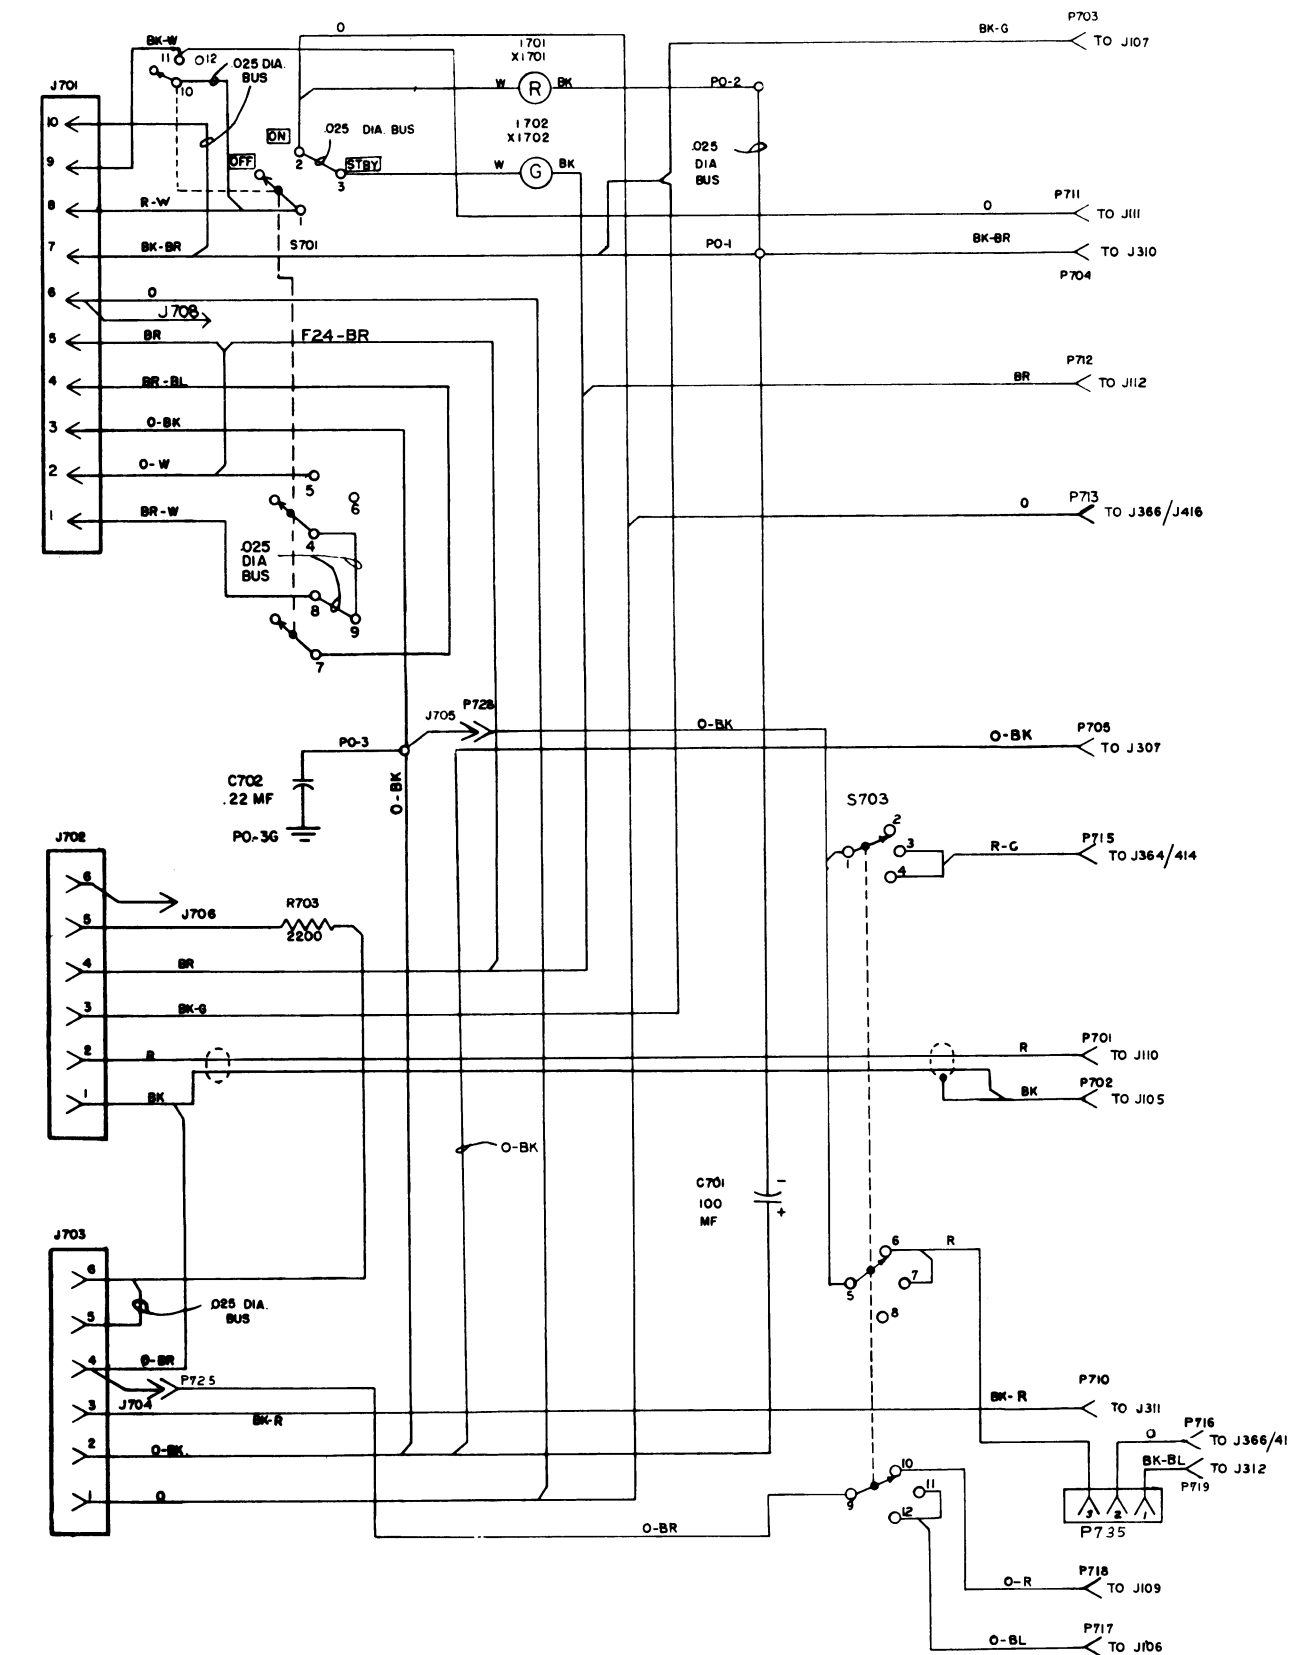 O
BK-G
P703
TO J107
BK-W
11
12
.025 DIA.
BUS
10
1701
X1701
W
R
BK
PO-2
J701
10
9
8
7
6
5
4
3
2
1
ON
.025 DIA. BUS
1702
X1702
OFF
2
STBY
3
W
G
BK
.025
DIA
BUS
R-W
1
S701
O
P711
TO J111
BK-BR
PO-1
BK-BR
TO J310
P704
O
J708
BR
F24-BR
BR-BL
P712
BR
TO J112
O-BK
O-W
5
6
BR-W
4
.025
DIA
BUS
O
P713
TO J366/J416
8
9
7
J705
P728
O-BK
PO-3
C702
.22 MF
PO-3G
O-BK
O-BK
P705
TO J307
S703
2
3
1
4
R-G
P715
TO J364/414
J702
6
5
4
3
2
1
J706
R703
2200
BR
BK-G
R
BK
R
P701
TO J110
P702
BK
TO J105
O-BK
C701
100
MF
-
+
J703
6
5
4
3
2
1
.025 DIA.
BUS
6
R
7
5
8
O-BR
P725
J704
BK-R
BK-R
P710
TO J311
O-BK.
O
P716
O
TO J366/41
BK-BL
TO J312
P719
10
11
9
12
3
2
1
P735
O-BR
P718
O-R
TO J109
P717
O-BL
TO J106